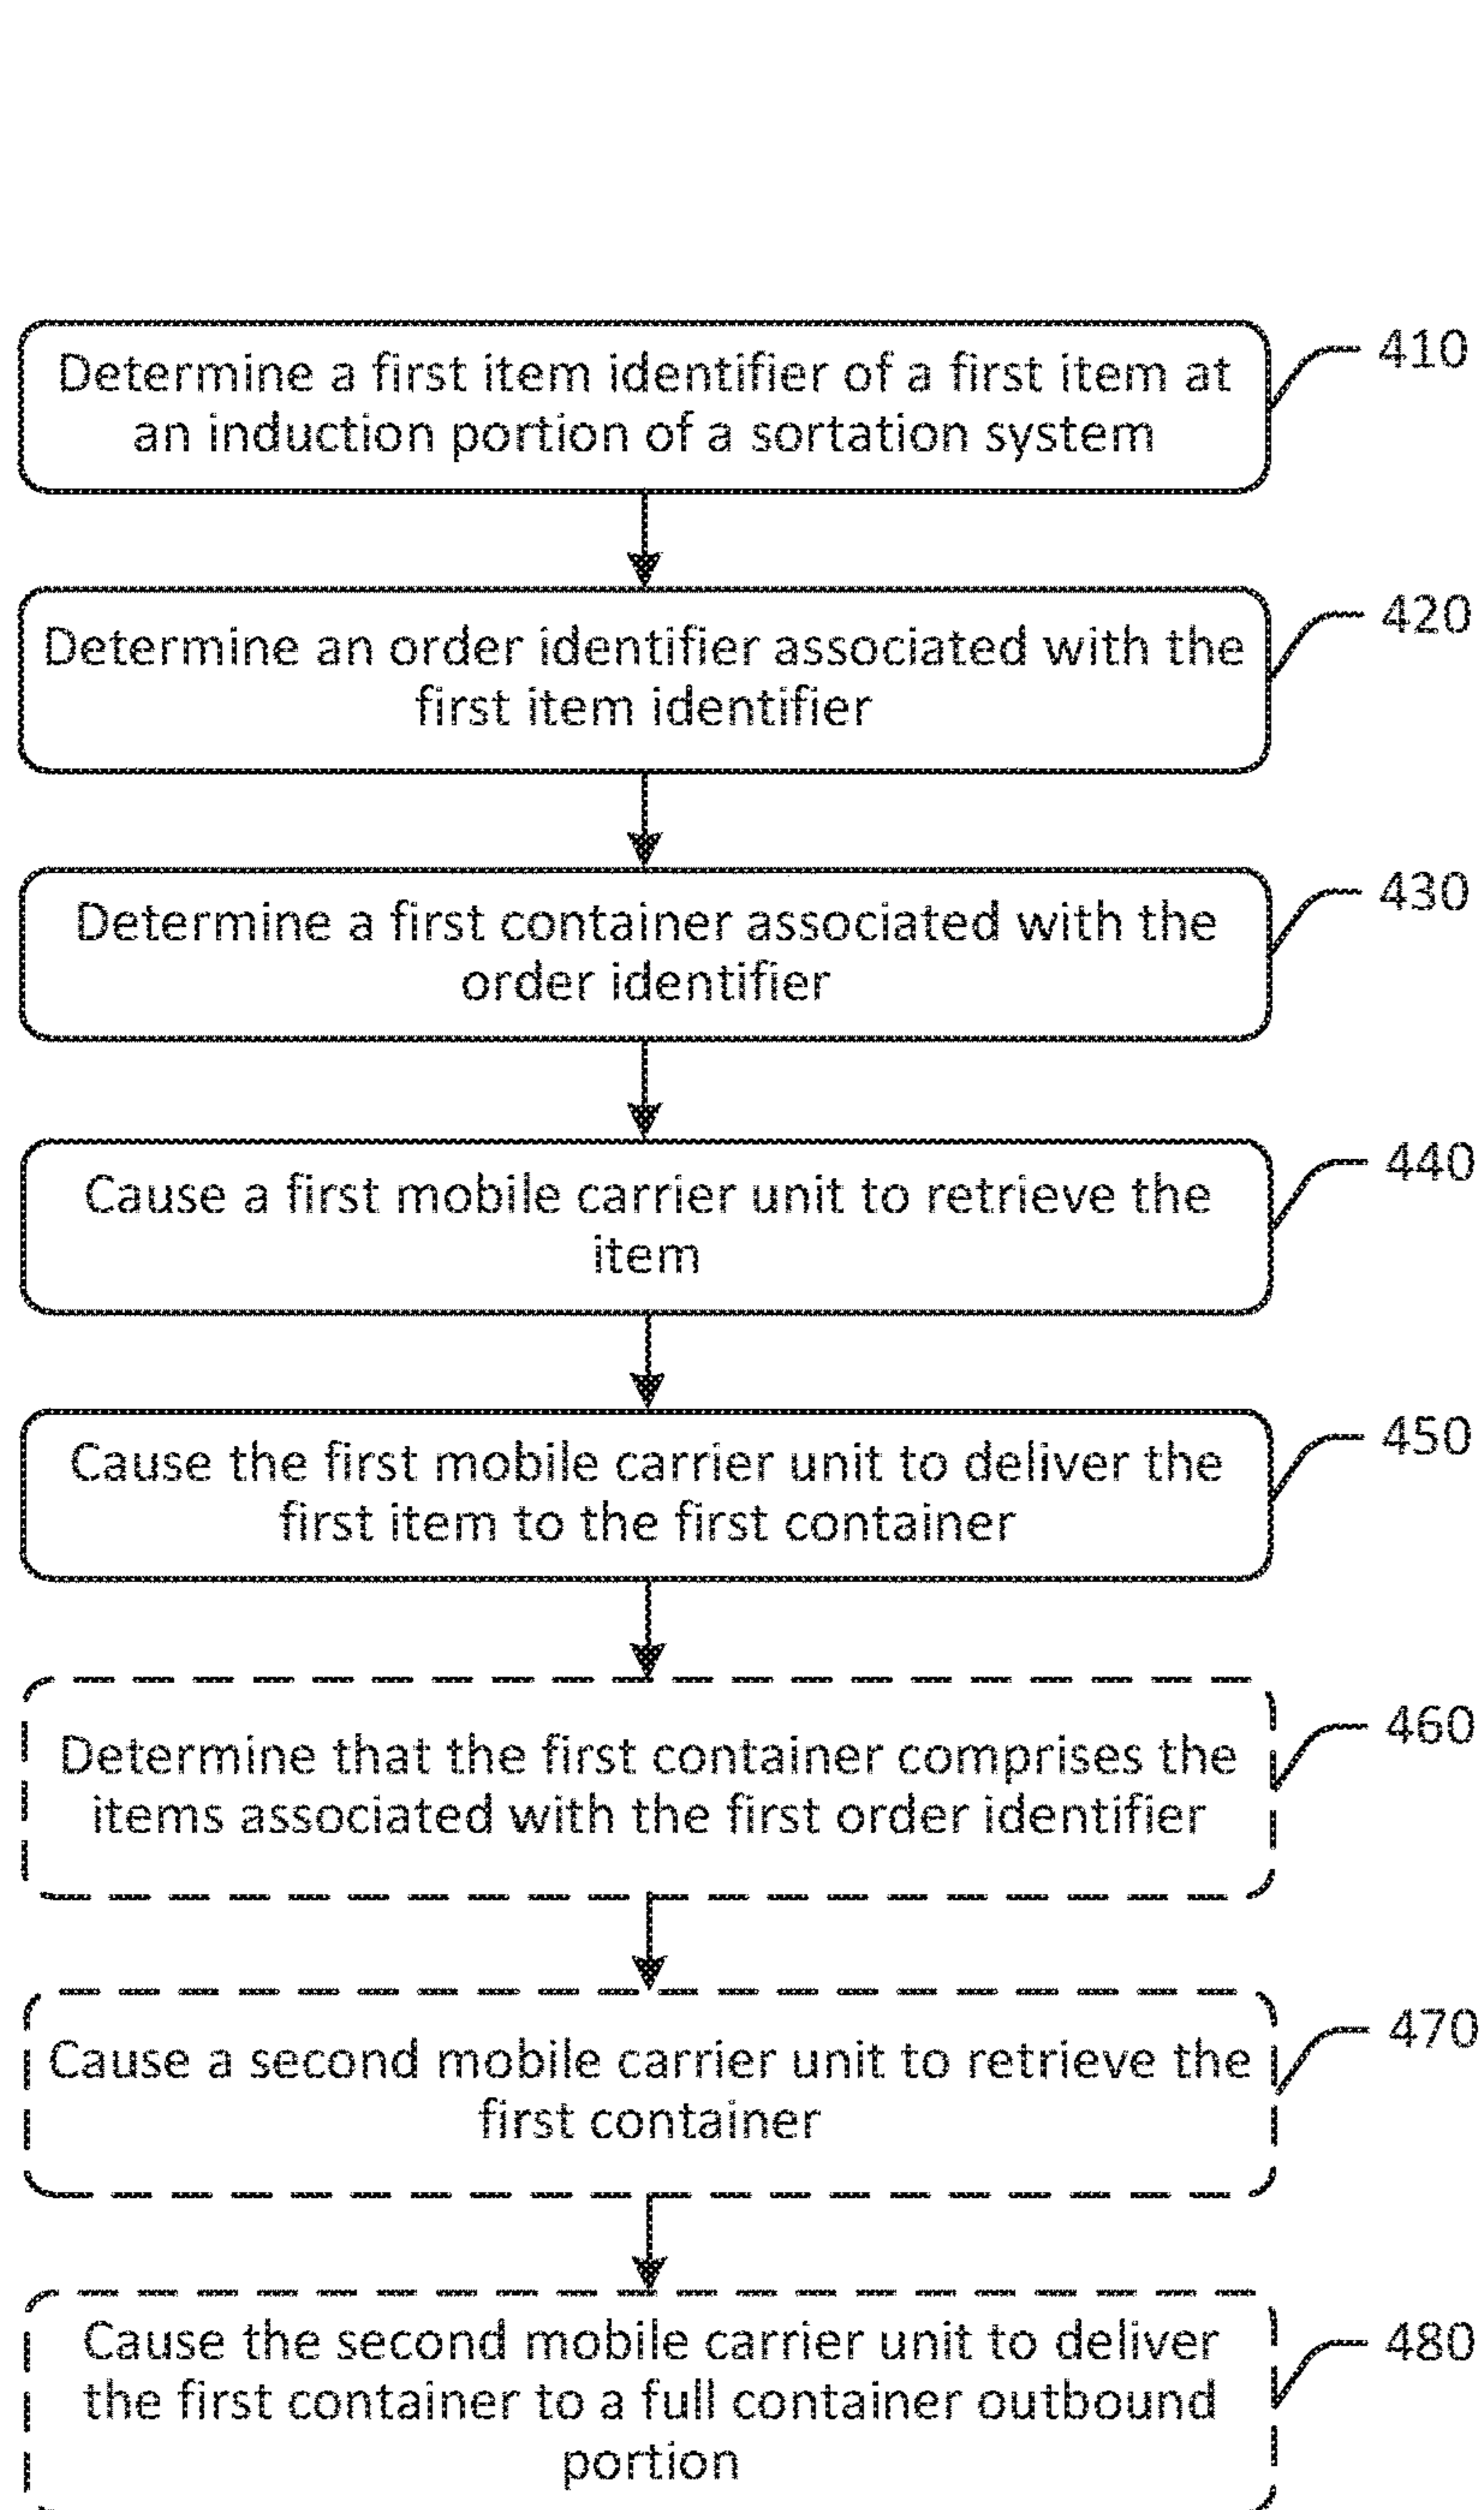 Determine a first item identifier of a first item at
an induction portion of a sortation system
410
Determine an order identifier associated with the
first item identifier
420
Determine a first container associated with the
order identifier
430
Cause a first mobile carrier unit to retrieve the
item
440
Cause the first mobile carrier unit to deliver the
first item to the first container
450
Determine that the first container comprises the
items associated with the first order identifier
460
Cause a second mobile carrier unit to retrieve the
first container
470
Cause the second mobile carrier unit to deliver
the first container to a full container outbound
portion
480